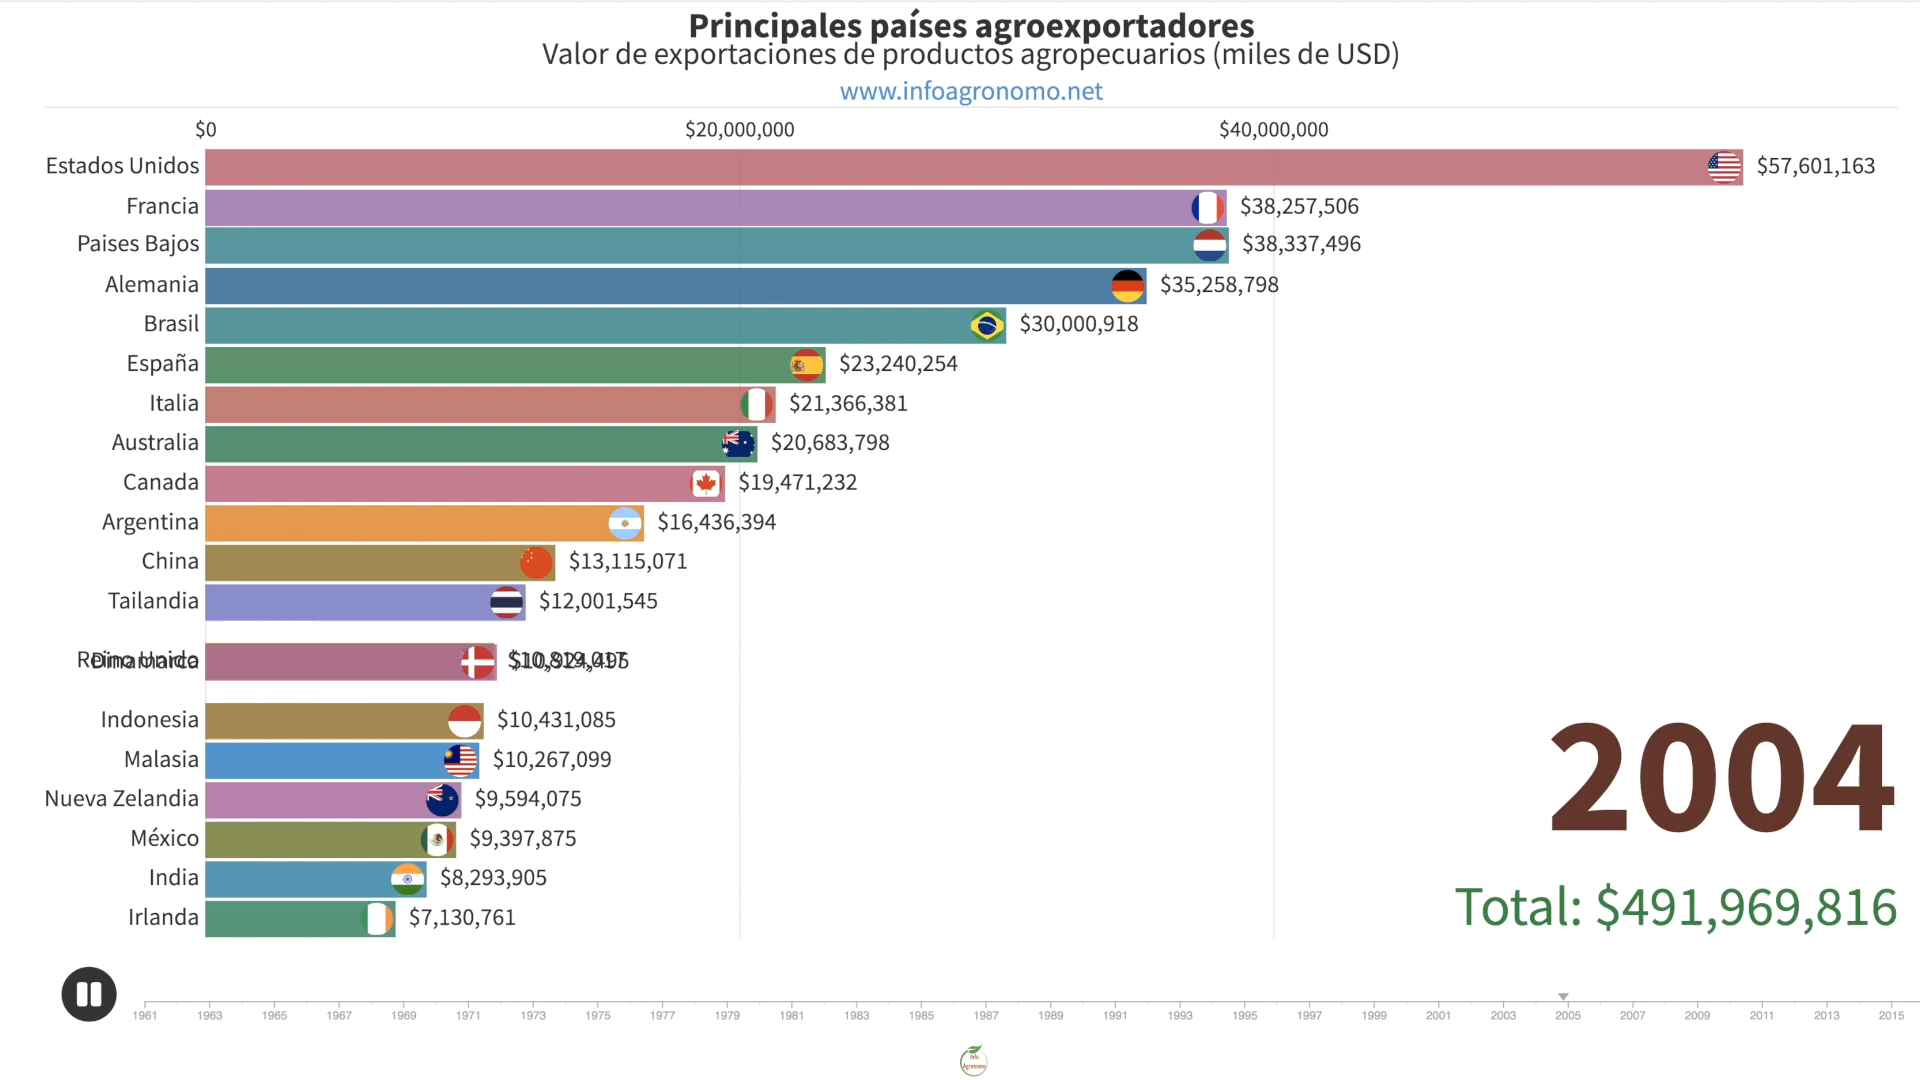 Principales países agroexportadores
Valor de exportaciones de productos agropecuarios (miles de USD)
www.infoagronomo.net
$0 $20,000,000 $40,000,000
Estados Unidos $57,601,163
Francia $38,257,506
Paises Bajos $38,337,496
Alemania $35,258,798
Brasil $30,000,918
España $23,240,254
Italia $21,366,381
Australia $20,683,798
Canada $19,471,232
Argentina $16,436,394
China $13,115,071
Tailandia $12,001,545
Reino Unido
Dinamarca
Indonesia $10,431,085
Malasia $10,267,099
Nueva Zelandia $9,594,075
México $9,397,875
India $8,293,905
Irlanda $7,130,761
2004
Total: $491,969,816
1961 1963 1965 1967 1969 1971 1973 1975 1977 1979 1981 1983 1985 1987 1989 1991 1993 1995 1997 1999 2001 2003 2005 2007 2009 2011 2013 2015
Info
Agronomo